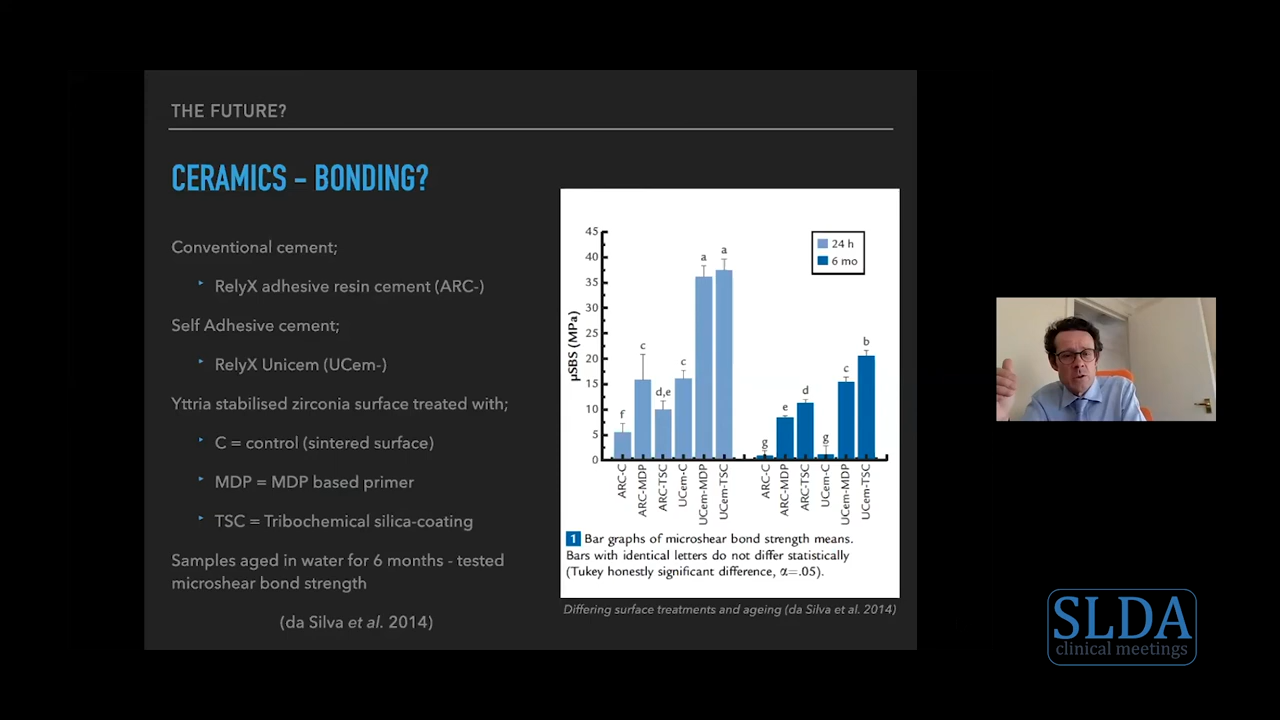 THE FUTURE?
CERAMICS - BONDING?
Conventional cement;
‣ RelyX adhesive resin cement (ARC-)
Self Adhesive cement;
‣ RelyX Unicem (UCem-)
Yttria stabilised zirconia surface treated with;
‣ C = control (sintered surface)
‣ MDP = MDP based primer
‣ TSC = Tribochemical silica-coating
Samples aged in water for 6 months - tested
microshear bond strength
(da Silva et al. 2014)
µSBS (MPa)
45
40
35
30
25
20
15
10
5
0
24 h
6 mo
f
c
d,e
c
a
a
g
e
d
g
c
b
ARC-C
ARC-MDP
ARC-TSC
UCem-C
UCem-MDP
UCem-TSC
ARC-C
ARC-MDP
ARC-TSC
UCem-C
UCem-MDP
UCem-TSC
1 Bar graphs of microshear bond strength means.
Bars with identical letters do not differ statistically
(Tukey honestly significant difference, α=.05).
Differing surface treatments and ageing (da Silva et al. 2014)
SLDA
clinical meetings